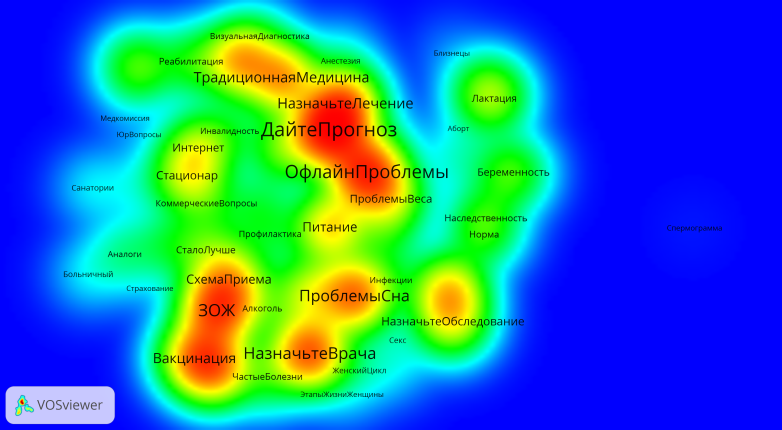 ВизуальнаяДиагностика
Близнецы
Реабилитация
Анестезия
ТрадиционнаяМедицина
Лактация
НазначьтеЛечение
Медкомиссия
ЮрВопросы
Инвалидность
ДайтеПрогноз
Аборт
Интернет
Стационар
ОфлайнПроблемы
Беременность
Санатории
ПроблемыВеса
КоммерческиеВопросы
Наследственность
Питание
Спермограмма
Профилактика
Норма
Аналоги
СталоЛучше
Больничный
СхемаПриема
Инфекции
Страхование
ПроблемыСна
ЗОЖ
Алкоголь
НазначьтеОбследование
Секс
Вакцинация
НазначьтеВрача
ЖенскийЦикл
ЧастыеБолезни
ЭтапыЖизниЖенщины
VOSviewer